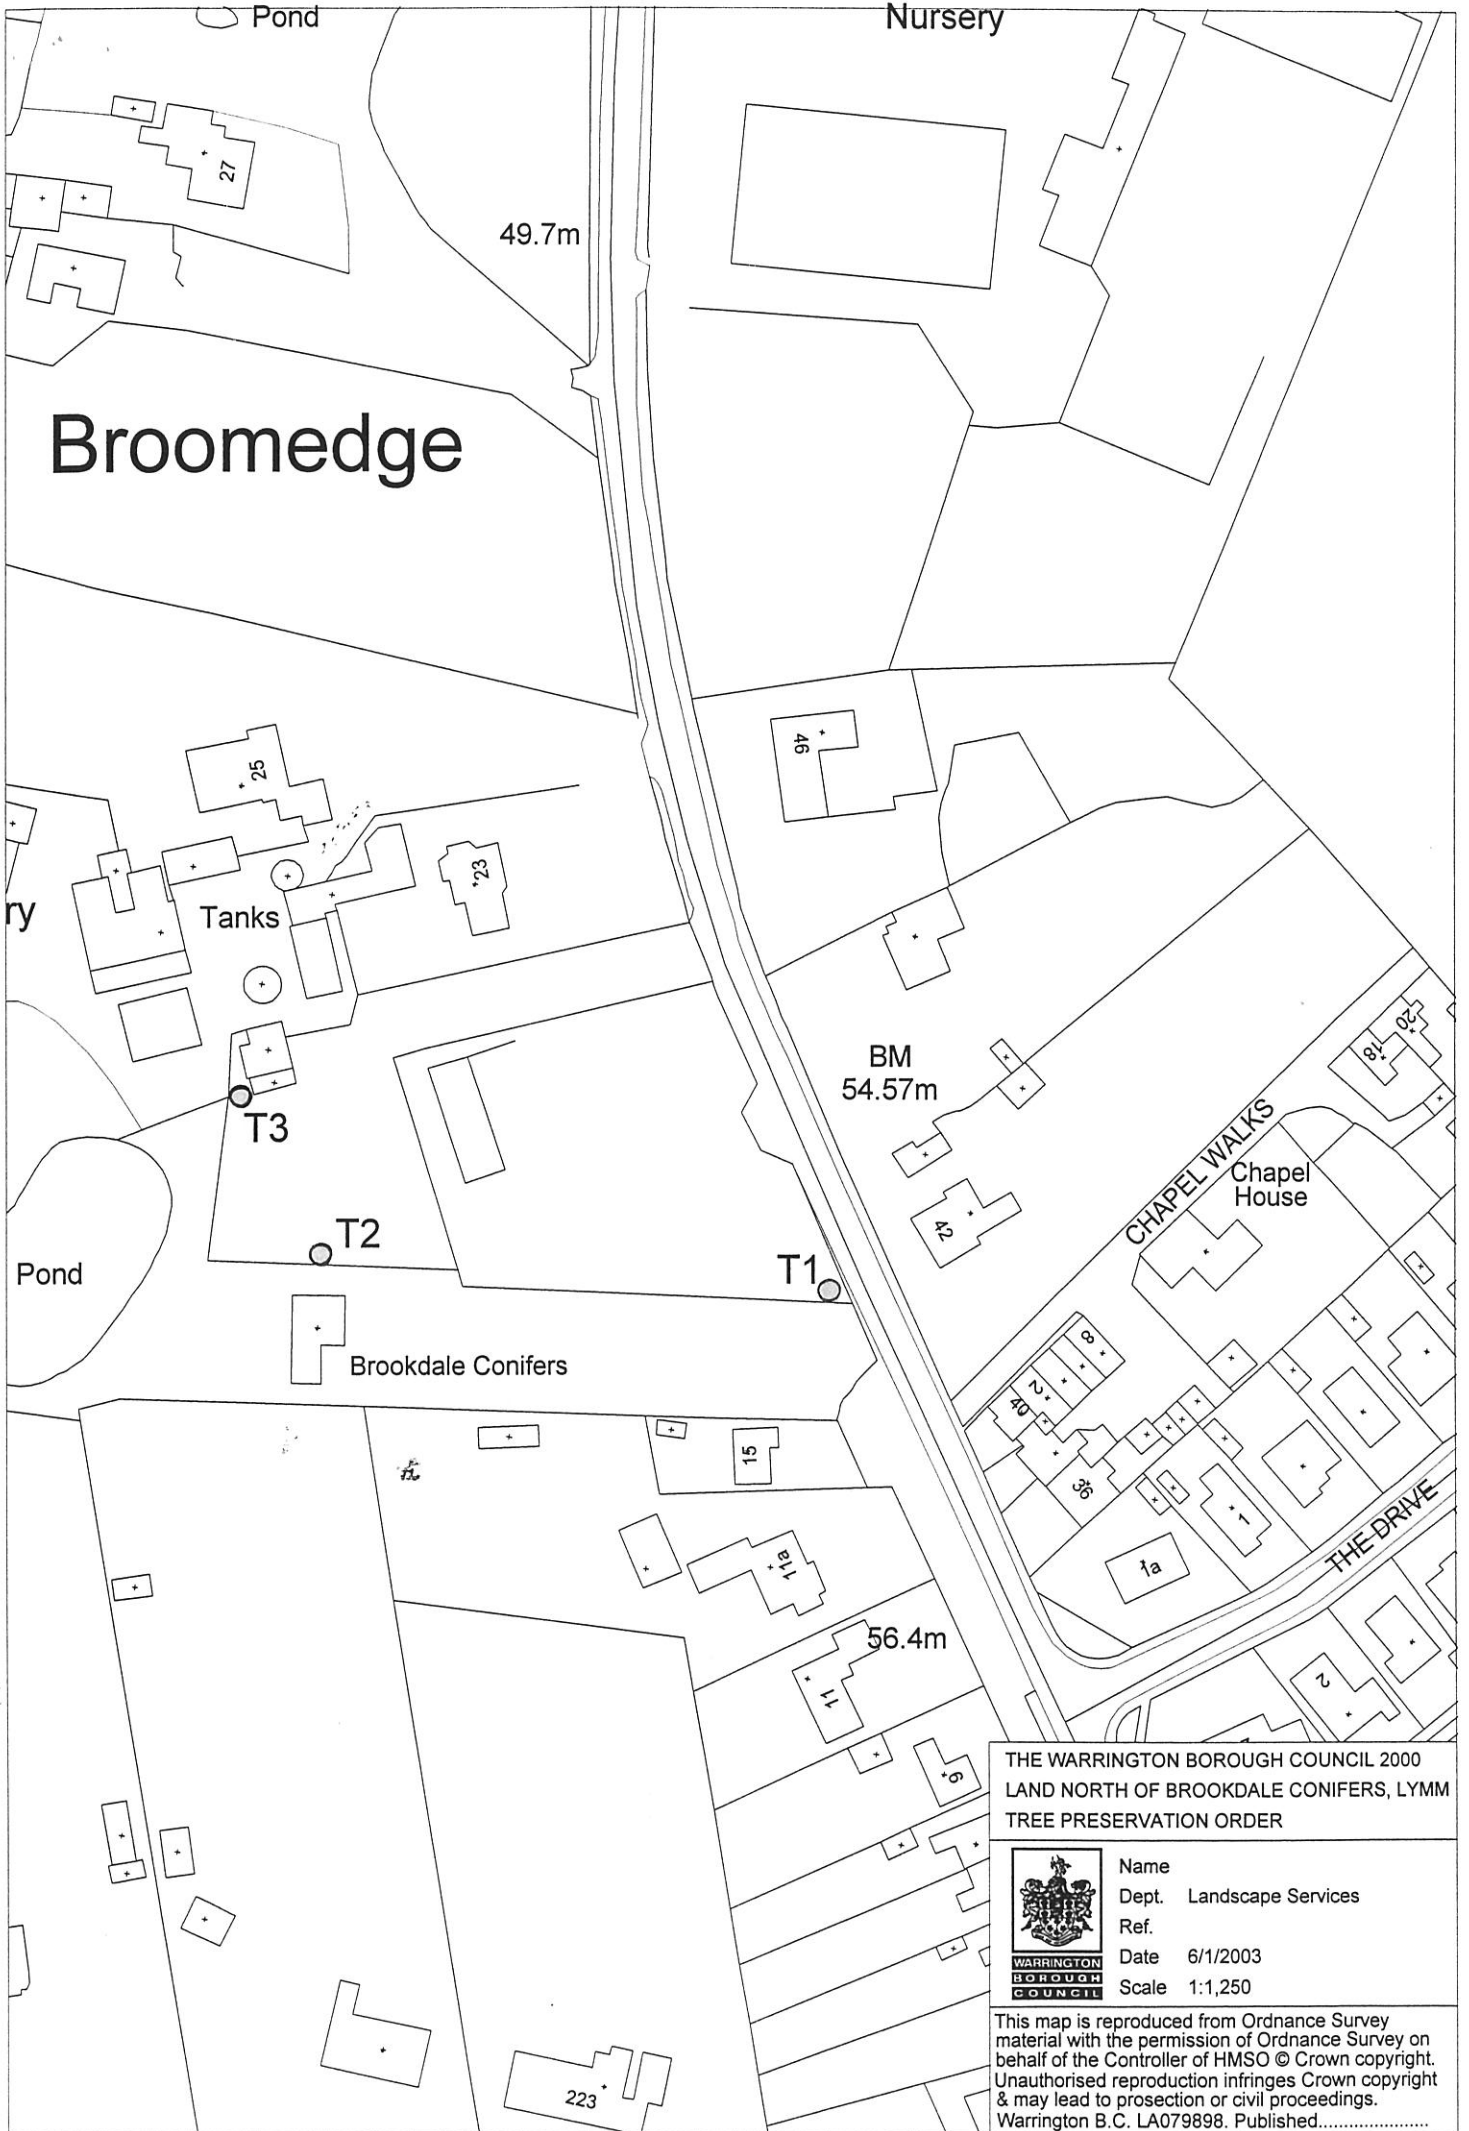 Pond
Nursery
27
49.7m
Broomedge
46
25
23
ry
Tanks
20
18
BM
54.57m
T3
CHAPEL WALKS
Chapel
House
42
T2
Pond
T1
8
2
40
Brookdale Conifers
15
36
1
THE DRIVE
11a
1a
56.4m
11
2
9
223
THE WARRINGTON BOROUGH COUNCIL 2000
LAND NORTH OF BROOKDALE CONIFERS, LYMM
TREE PRESERVATION ORDER
Name
Dept. Landscape Services
Ref.
Date 6/1/2003
Scale 1:1,250
WARRINGTON
BOROUGH
COUNCIL
This map is reproduced from Ordnance Survey
material with the permission of Ordnance Survey on
behalf of the Controller of HMSO © Crown copyright.
Unauthorised reproduction infringes Crown copyright
& may lead to prosection or civil proceedings.
Warrington B.C. LA079898. Published......................